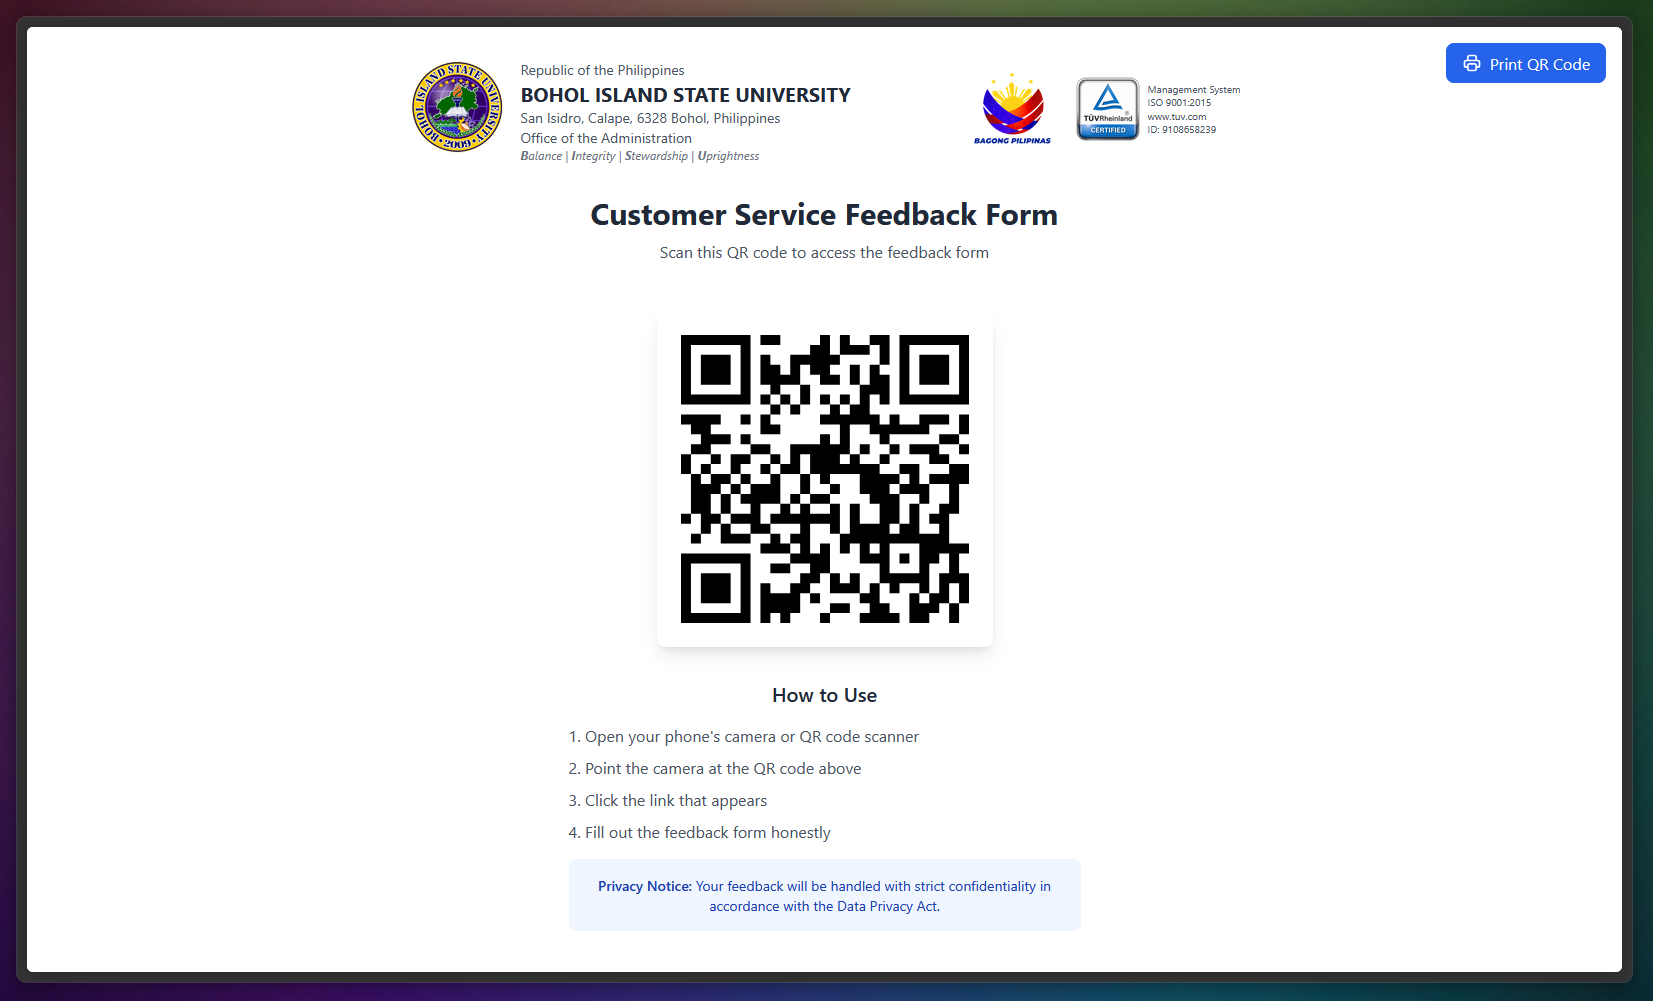 Print QR Code
BOHOL ISLAND STATE UNIVERSITY
2009
Republic of the Philippines
BOHOL ISLAND STATE UNIVERSITY
San Isidro, Calape, 6328 Bohol, Philippines
Office of the Administration
Balance | Integrity | Stewardship | Uprightness
BAGONG PILIPINAS
TÜVRheinland®
CERTIFIED
Management System
ISO 9001:2015
www.tuv.com
ID: 9108658239
Customer Service Feedback Form
Scan this QR code to access the feedback form
How to Use
1. Open your phone's camera or QR code scanner
2. Point the camera at the QR code above
3. Click the link that appears
4. Fill out the feedback form honestly
Privacy Notice: Your feedback will be handled with strict confidentiality in
accordance with the Data Privacy Act.